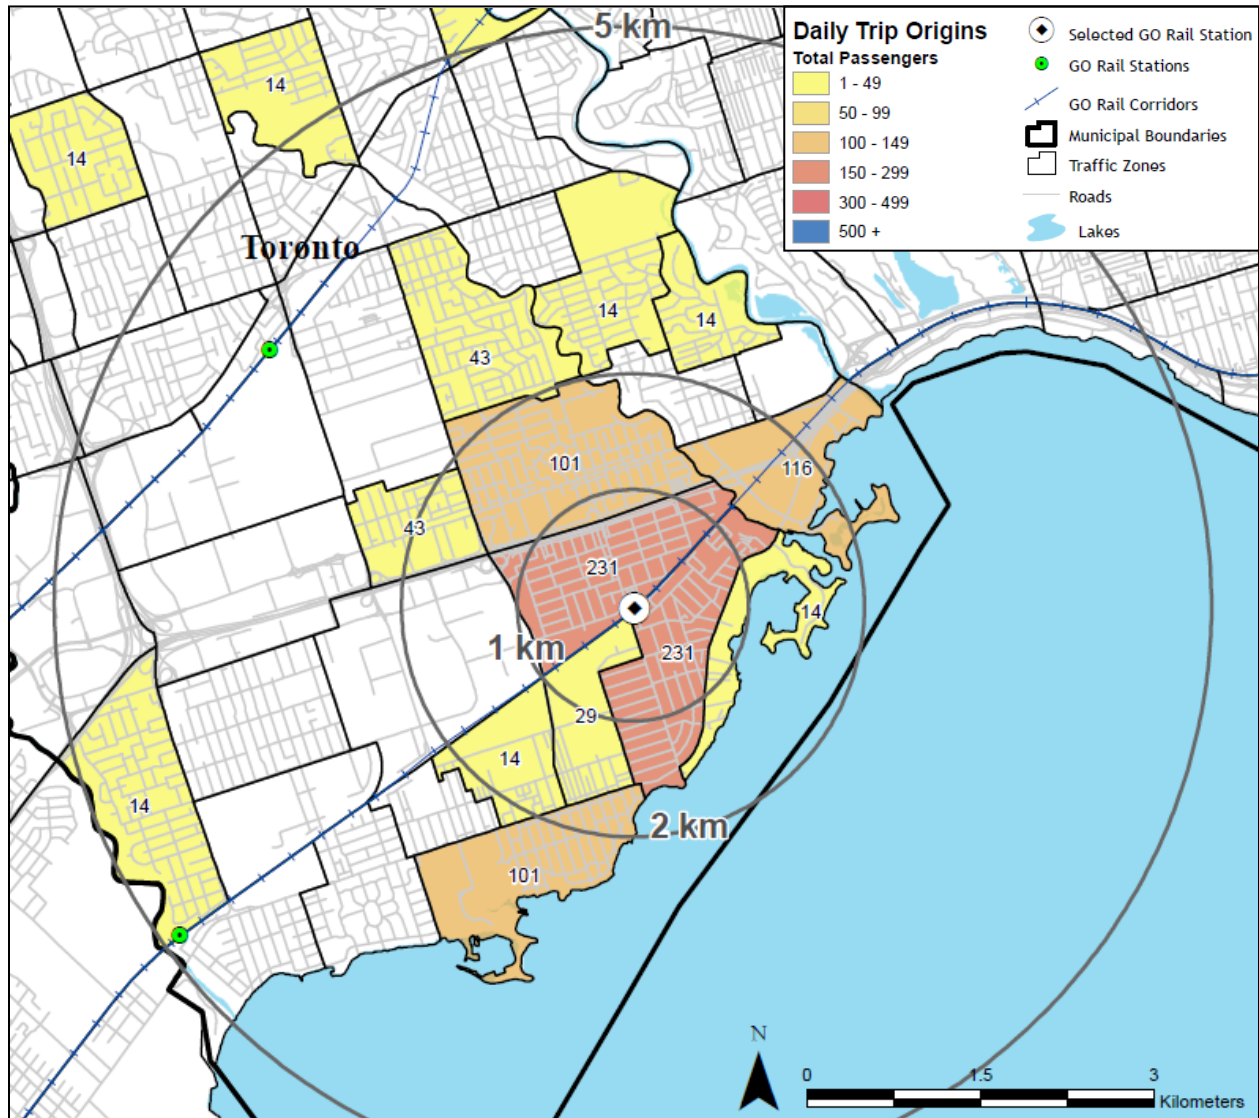 5 km
Daily Trip Origins
Total Passengers
1 - 49
50 - 99
100 - 149
150 - 299
300 - 499
500 +
Selected GO Rail Station
GO Rail Stations
GO Rail Corridors
Municipal Boundaries
Traffic Zones
Roads
Lakes
14
14
Toronto
14
14
43
101
116
43
231
14
1 km
231
29
14
14
2 km
101
N
0 1.5 3
Kilometers